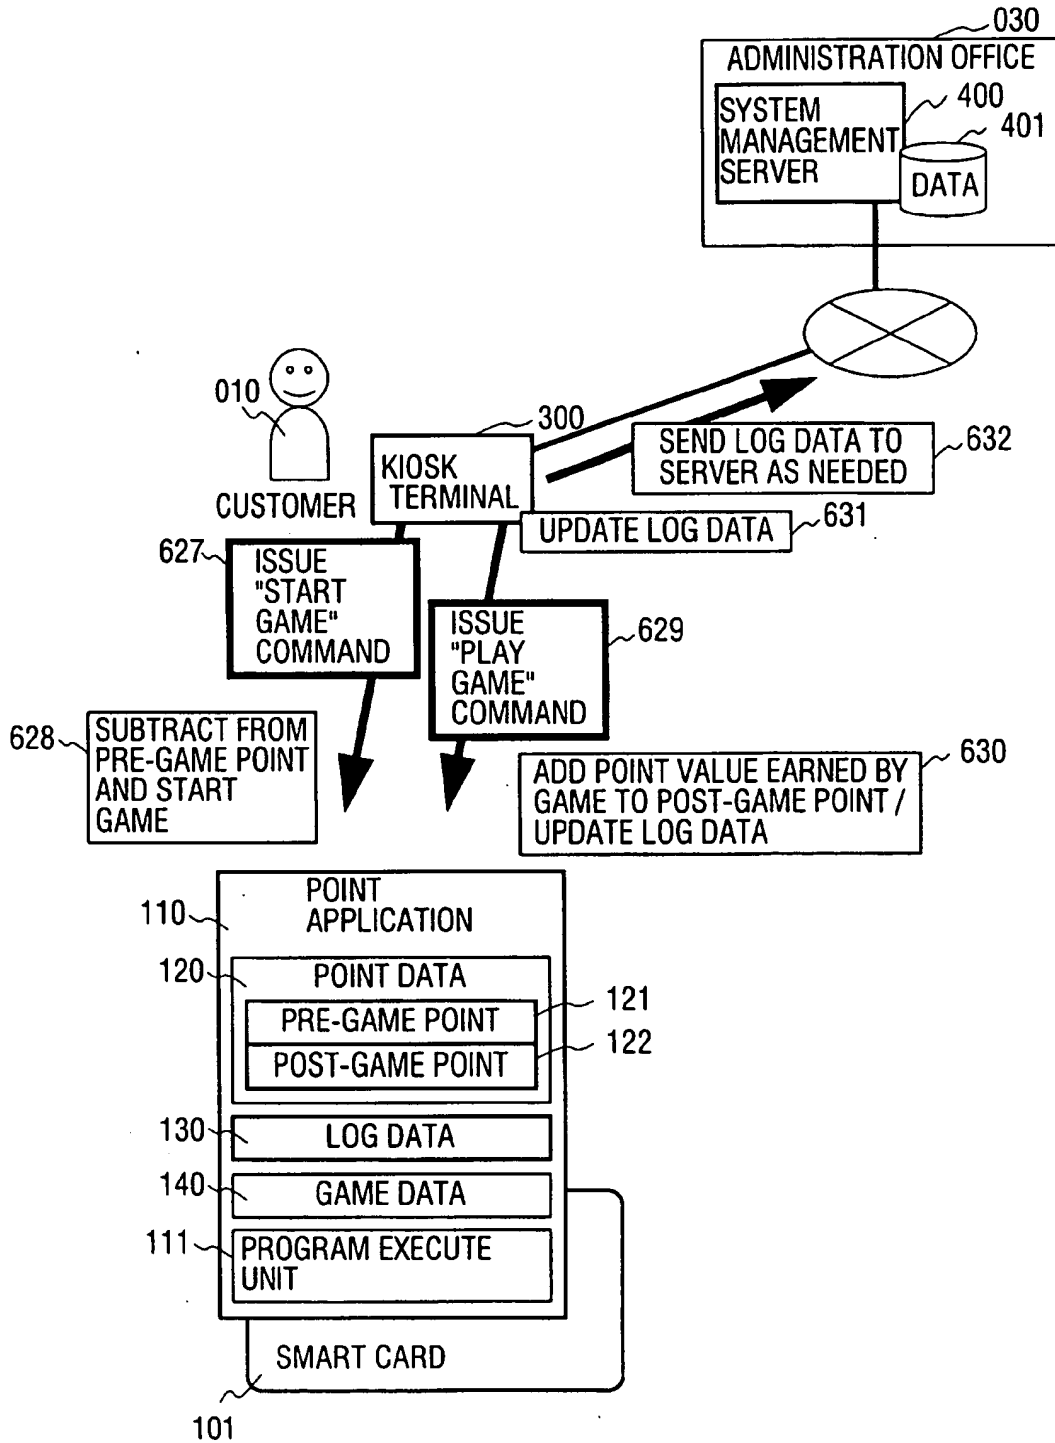 030
ADMINISTRATION OFFICE
SYSTEM
MANAGEMENT
SERVER
400
401
DATA
010
CUSTOMER
300
KIOSK
TERMINAL
SEND LOG DATA TO
SERVER AS NEEDED
632
UPDATE LOG DATA
631
627
ISSUE
"START
GAME"
COMMAND
ISSUE
"PLAY
GAME"
COMMAND
629
628
SUBTRACT FROM
PRE-GAME POINT
AND START
GAME
630
ADD POINT VALUE EARNED BY
GAME TO POST-GAME POINT /
UPDATE LOG DATA
110
POINT
APPLICATION
120
POINT DATA
PRE-GAME POINT
121
POST-GAME POINT
122
130
LOG DATA
140
GAME DATA
111
PROGRAM EXECUTE
UNIT
SMART CARD
101